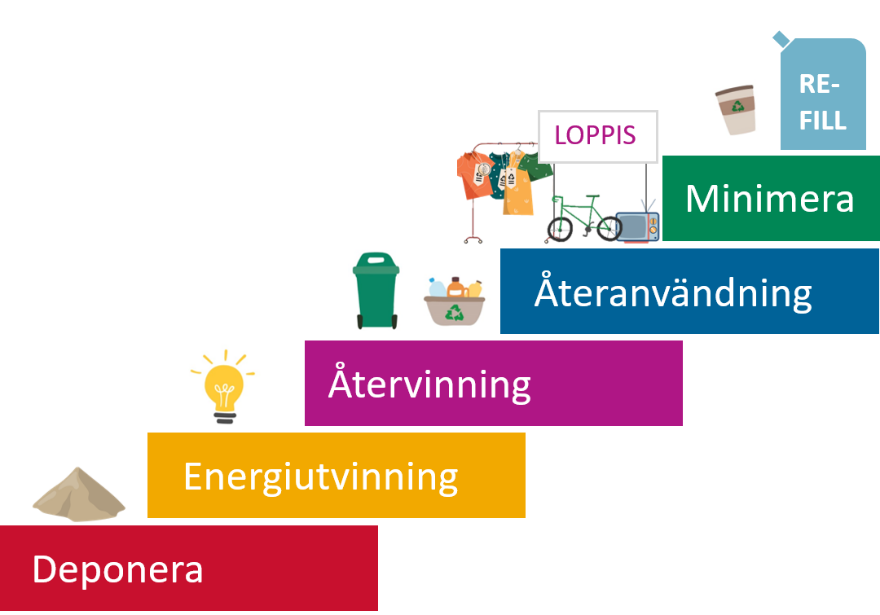 RE-
FILL
LOPPIS
Minimera
Återanvändning
Återvinning
Energiutvinning
Deponera